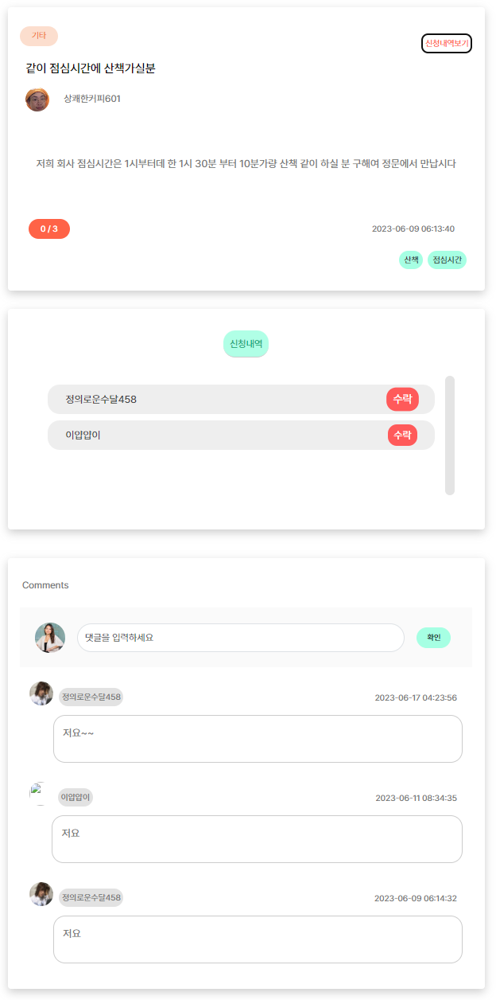 기타
신청내역보기
같이 점심시간에 산책가실분
상쾌한커피601
저희 회사 점심시간은 1시부터데 한 1시 30분 부터 10분가량 산책 같이 하실 분 구해여 정문에서 만납시다
0 / 3
2023-06-09 06:13:40
산책 점심시간
신청내역
정의로운수달458 수락
이얍얍이 수락
Comments
댓글을 입력하세요 확인
정의로운수달458 2023-06-17 04:23:56
저요~~
이얍얍이 2023-06-11 08:34:35
저요
정의로운수달458 2023-06-09 06:14:32
저요